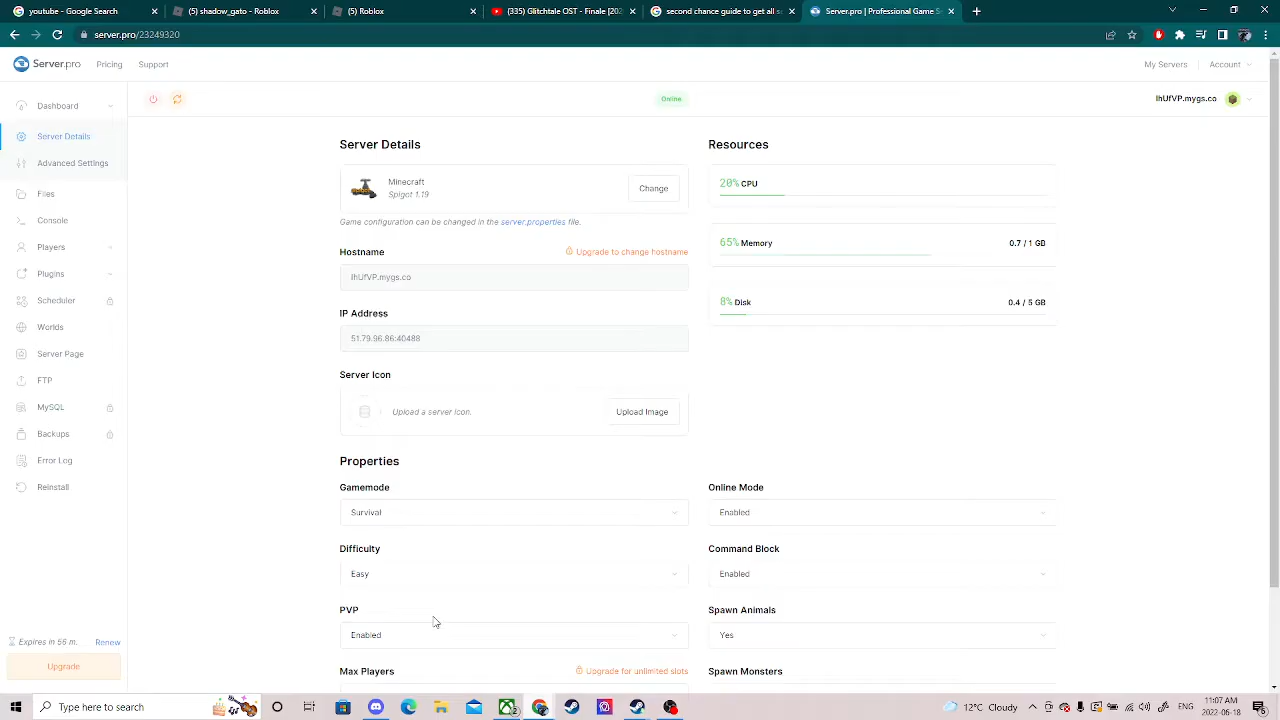 youtube - Google Search
shadow_gato - Roblox
Roblox
(335) Glitchtale OST - Finale [202
second chance guide to get all s
Server.pro | Professional Game S
server.pro/23249320
Server.pro Pricing Support My Servers Account
Online
IhUfVP.mygs.co
Dashboard
Server Details
Advanced Settings
Files
Console
Players
Plugins
Scheduler
Worlds
Server Page
FTP
MySQL
Backups
Error Log
Reinstall
Expires in 56 m. Renew
Upgrade
Server Details
Minecraft
Spigot 1.19
Change
Game configuration can be changed in the server.properties file.
Hostname Upgrade to change hostname
IhUfVP.mygs.co
IP Address
51.79.96.86:40488
Server Icon
Upload a server icon. Upload Image
Resources
20% CPU
65% Memory 0.7 / 1 GB
8% Disk 0.4 / 5 GB
Properties
Gamemode
Survival
Online Mode
Enabled
Difficulty
Easy
Command Block
Enabled
PVP
Enabled
Spawn Animals
Yes
Max Players Upgrade for unlimited slots
Spawn Monsters
Type here to search
12°C Cloudy
ENG
11:07 AM
2022-06-18